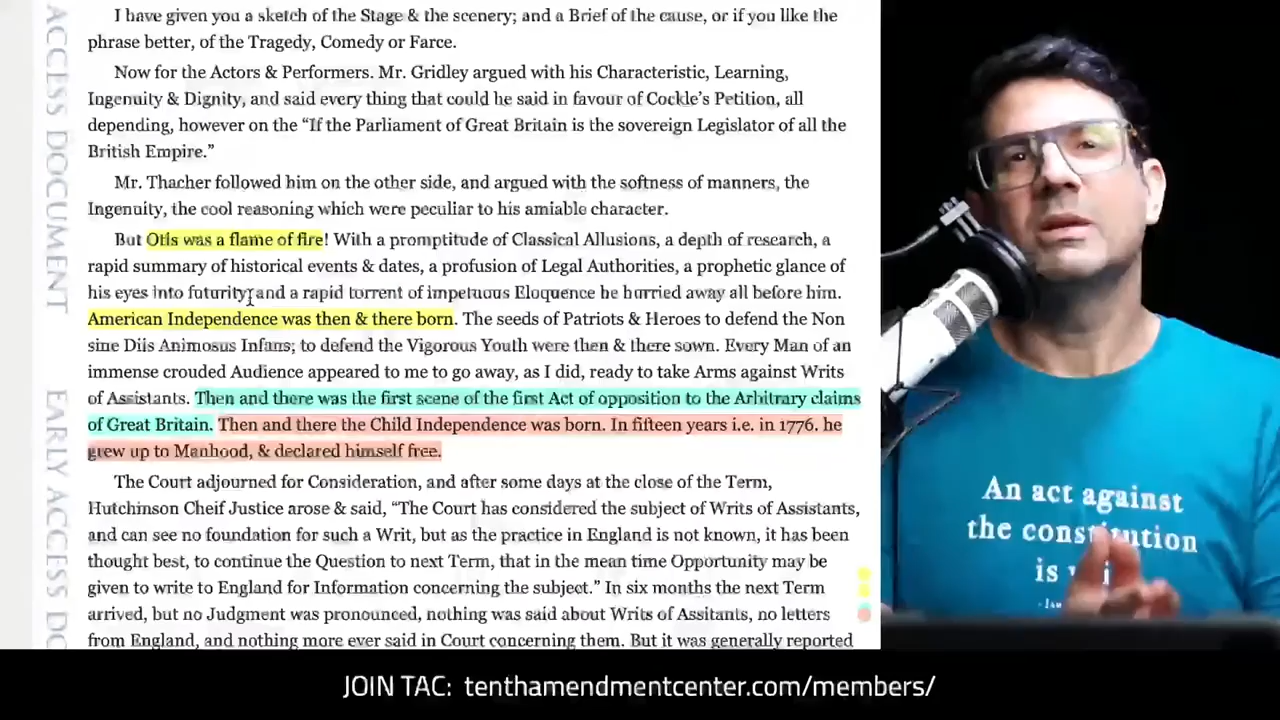 I have given you a sketch of the Stage & the scenery; and a Brief of the cause, or if you like the
phrase better, of the Tragedy, Comedy or Farce.
Now for the Actors & Performers. Mr. Gridley argued with his Characteristic, Learning,
Ingenuity & Dignity, and said every thing that could he said in favour of Cockle's Petition, all
depending, however on the "If the Parliament of Great Britain is the sovereign Legislator of all the
British Empire."
Mr. Thacher followed him on the other side, and argued with the softness of manners, the
Ingenuity, the cool reasoning which were peculiar to his amiable character.
But Otis was a flame of fire! With a promptitude of Classical Allusions, a depth of research, a
rapid summary of historical events & dates, a profusion of Legal Authorities, a prophetic glance of
his eyes into futurity, and a rapid torrent of impetuous Eloquence he hurried away all before him.
American Independence was then & there born. The seeds of Patriots & Heroes to defend the Non
sine Diis Animosus Infans; to defend the Vigorous Youth were then & there sown. Every Man of an
immense crouded Audience appeared to me to go away, as I did, ready to take Arms against Writs
of Assistants. Then and there was the first scene of the first Act of opposition to the Arbitrary claims
of Great Britain. Then and there the Child Independence was born. In fifteen years i.e. in 1776. he
grew up to Manhood, & declared himself free.
The Court adjourned for Consideration, and after some days at the close of the Term,
Hutchinson Cheif Justice arose & said, "The Court has considered the subject of Writs of Assistants,
and can see no foundation for such a Writ, but as the practice in England is not known, it has been
thought best, to continue the Question to next Term, that in the mean time Opportunity may be
given to write to England for Information concerning the subject." In six months the next Term
arrived, but no Judgment was pronounced, nothing was said about Writs of Assitants, no letters
from England, and nothing more ever said in Court concerning them. But it was generally reported
ACCESS DOCUMENT
EARLY ACCESS DO
An act against
the constitution
is
JOIN TAC: tenthamendmentcenter.com/members/